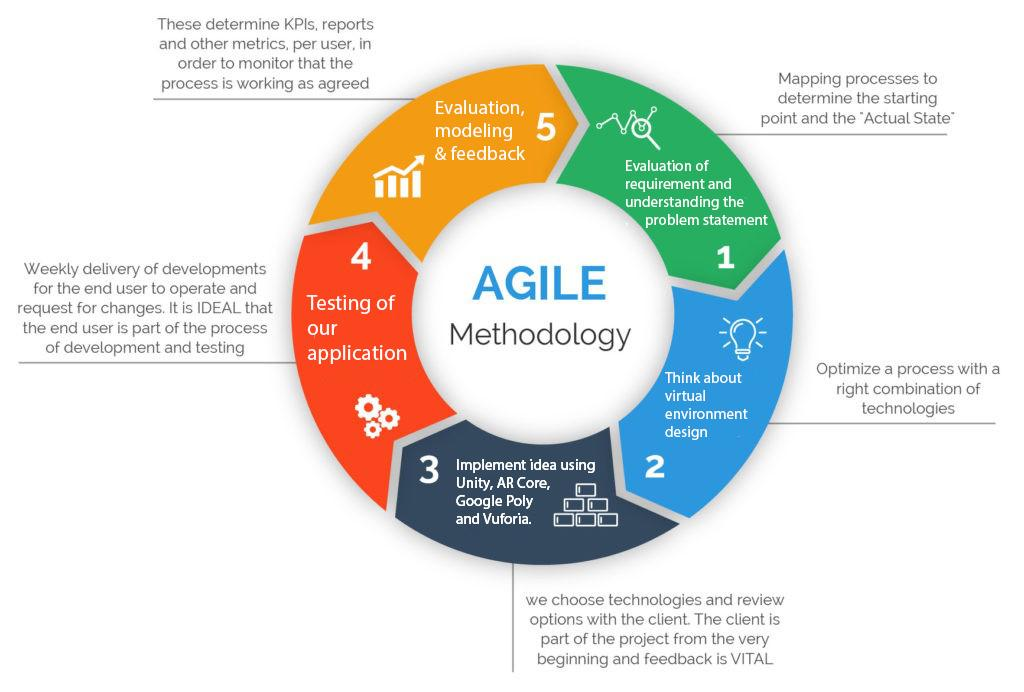 These determine KPIs, reports
and other metrics, per user, in
order to monitor that the
process is working as agreed
Mapping processes to
determine the starting
point and the "Actual State"
Evaluation,
modeling
& feedback
5
Evaluation of
requirement and
understanding the
problem statement
1
Weekly delivery of developments
for the end user to operate and
request for changes. It is IDEAL that
the end user is part of the process
of development and testing
4
Testing of
our
application
AGILE
Methodology
Think about
virtual
environment
design
2
Optimize a process with a
right combination of
technologies
3
Implement idea using
Unity, AR Core,
Google Poly
and Vuforia.
we choose technologies and review
options with the client. The client is
part of the project from the very
beginning and feedback is VITAL